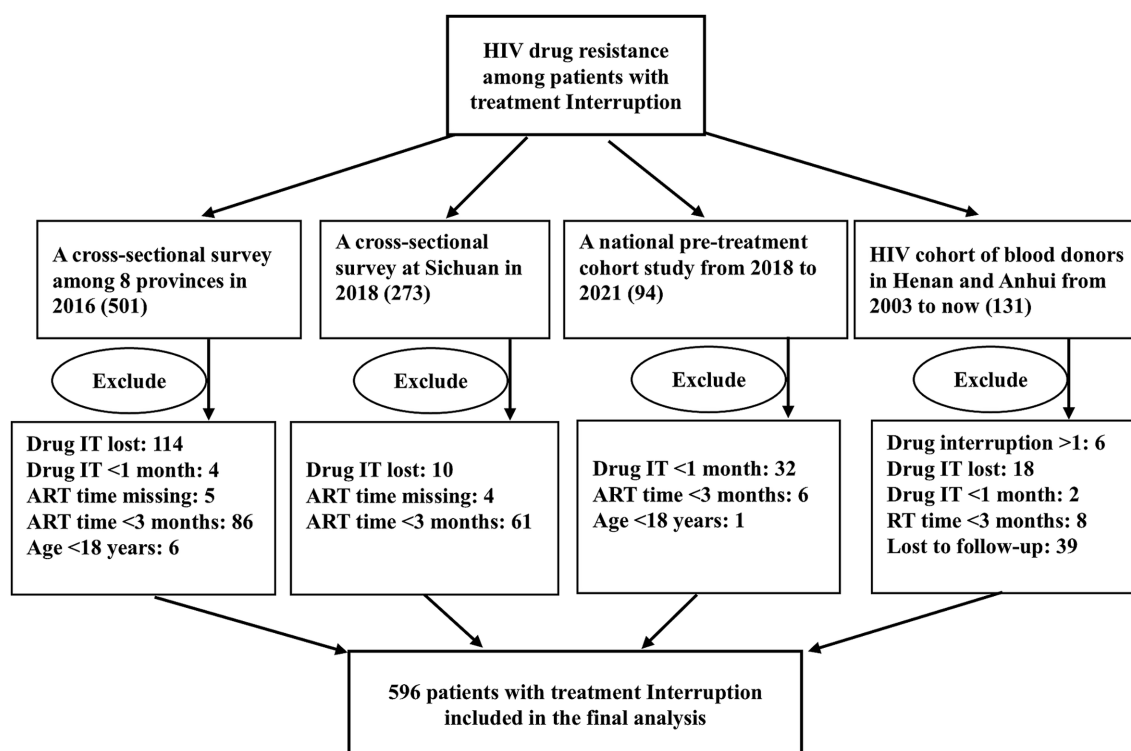 HIV drug resistance
among patients with
treatment Interruption
A cross-sectional survey
among 8 provinces in
2016 (501)
A cross-sectional
survey at Sichuan in
2018 (273)
A national pre-treatment
cohort study from 2018 to
2021 (94)
HIV cohort of blood donors
in Henan and Anhui from
2003 to now (131)
Exclude
Exclude
Exclude
Exclude
Drug IT lost: 114
Drug IT <1 month: 4
ART time missing: 5
ART time <3 months: 86
Age <18 years: 6
Drug IT lost: 10
ART time missing: 4
ART time <3 months: 61
Drug IT <1 month: 32
ART time <3 months: 6
Age <18 years: 1
Drug interruption >1: 6
Drug IT lost: 18
Drug IT <1 month: 2
RT time <3 months: 8
Lost to follow-up: 39
596 patients with treatment Interruption
included in the final analysis